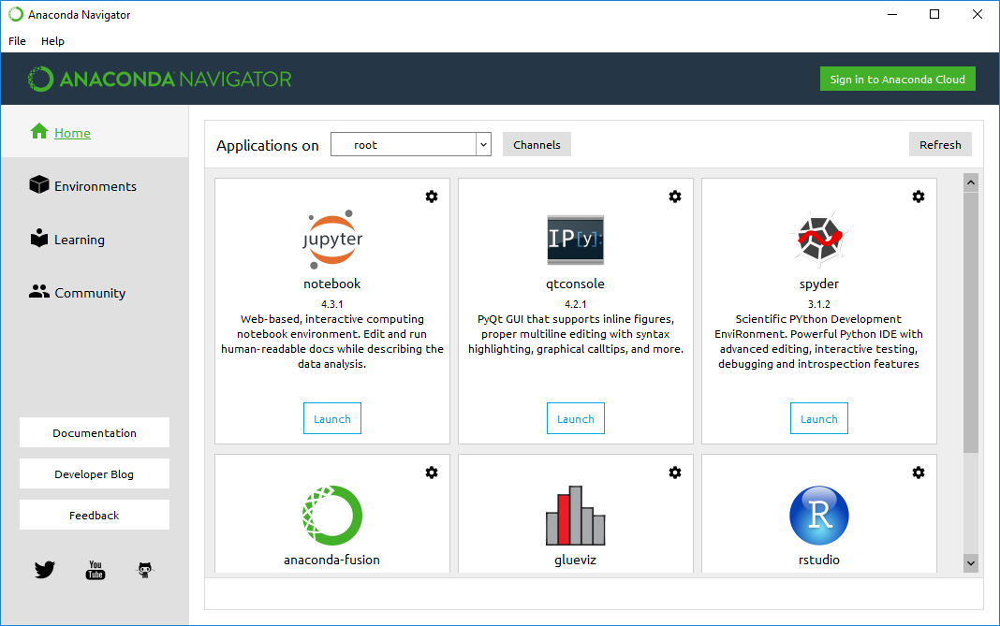 Anaconda Navigator
File Help
ANACONDA NAVIGATOR
Sign in to Anaconda Cloud
Home
Environments
Learning
Community
Documentation
Developer Blog
Feedback
You
Tube
Applications on root Channels Refresh
jupyter
notebook
4.3.1
Web-based, interactive computing
notebook environment. Edit and run
human-readable docs while describing the
data analysis.
Launch
IP[y]:
qtconsole
4.2.1
PyQt GUI that supports inline figures,
proper multiline editing with syntax
highlighting, graphical calltips, and more.
Launch
spyder
3.1.2
Scientific PYthon Development
EnviRonment. Powerful Python IDE with
advanced editing, interactive testing,
debugging and introspection features
Launch
anaconda-fusion
glueviz
R
rstudio